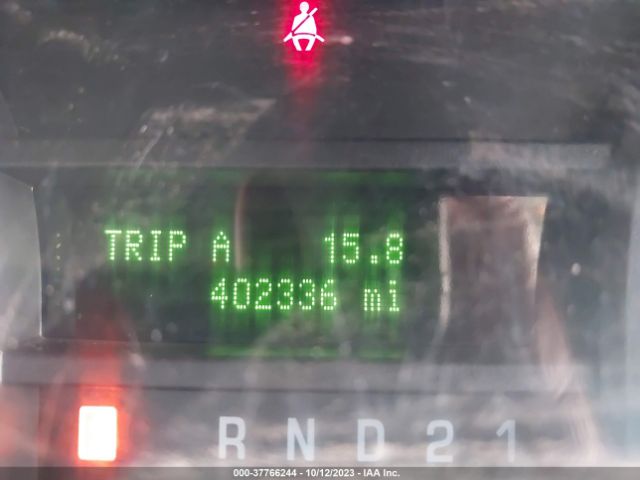 TRIP A 15.8
402336 mi
R N D 2 1
000-37766244 - 10/12/2023 - IAA Inc.